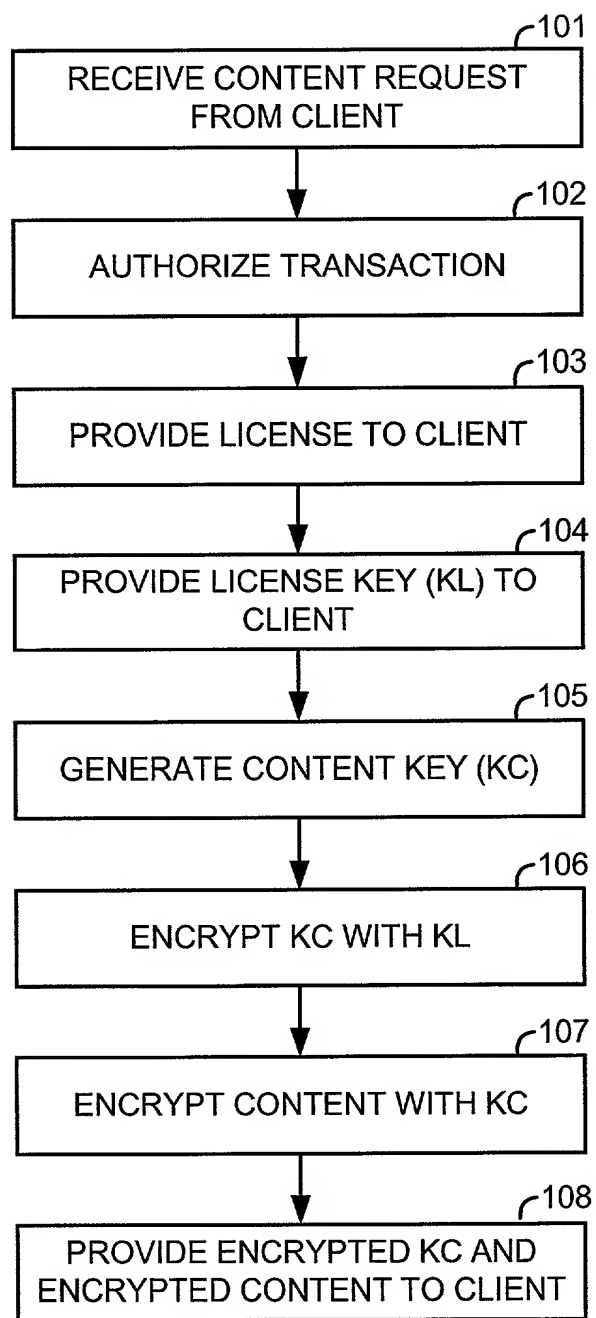 101
RECEIVE CONTENT REQUEST
FROM CLIENT
102
AUTHORIZE TRANSACTION
103
PROVIDE LICENSE TO CLIENT
104
PROVIDE LICENSE KEY (KL) TO
CLIENT
105
GENERATE CONTENT KEY (KC)
106
ENCRYPT KC WITH KL
107
ENCRYPT CONTENT WITH KC
108
PROVIDE ENCRYPTED KC AND
ENCRYPTED CONTENT TO CLIENT